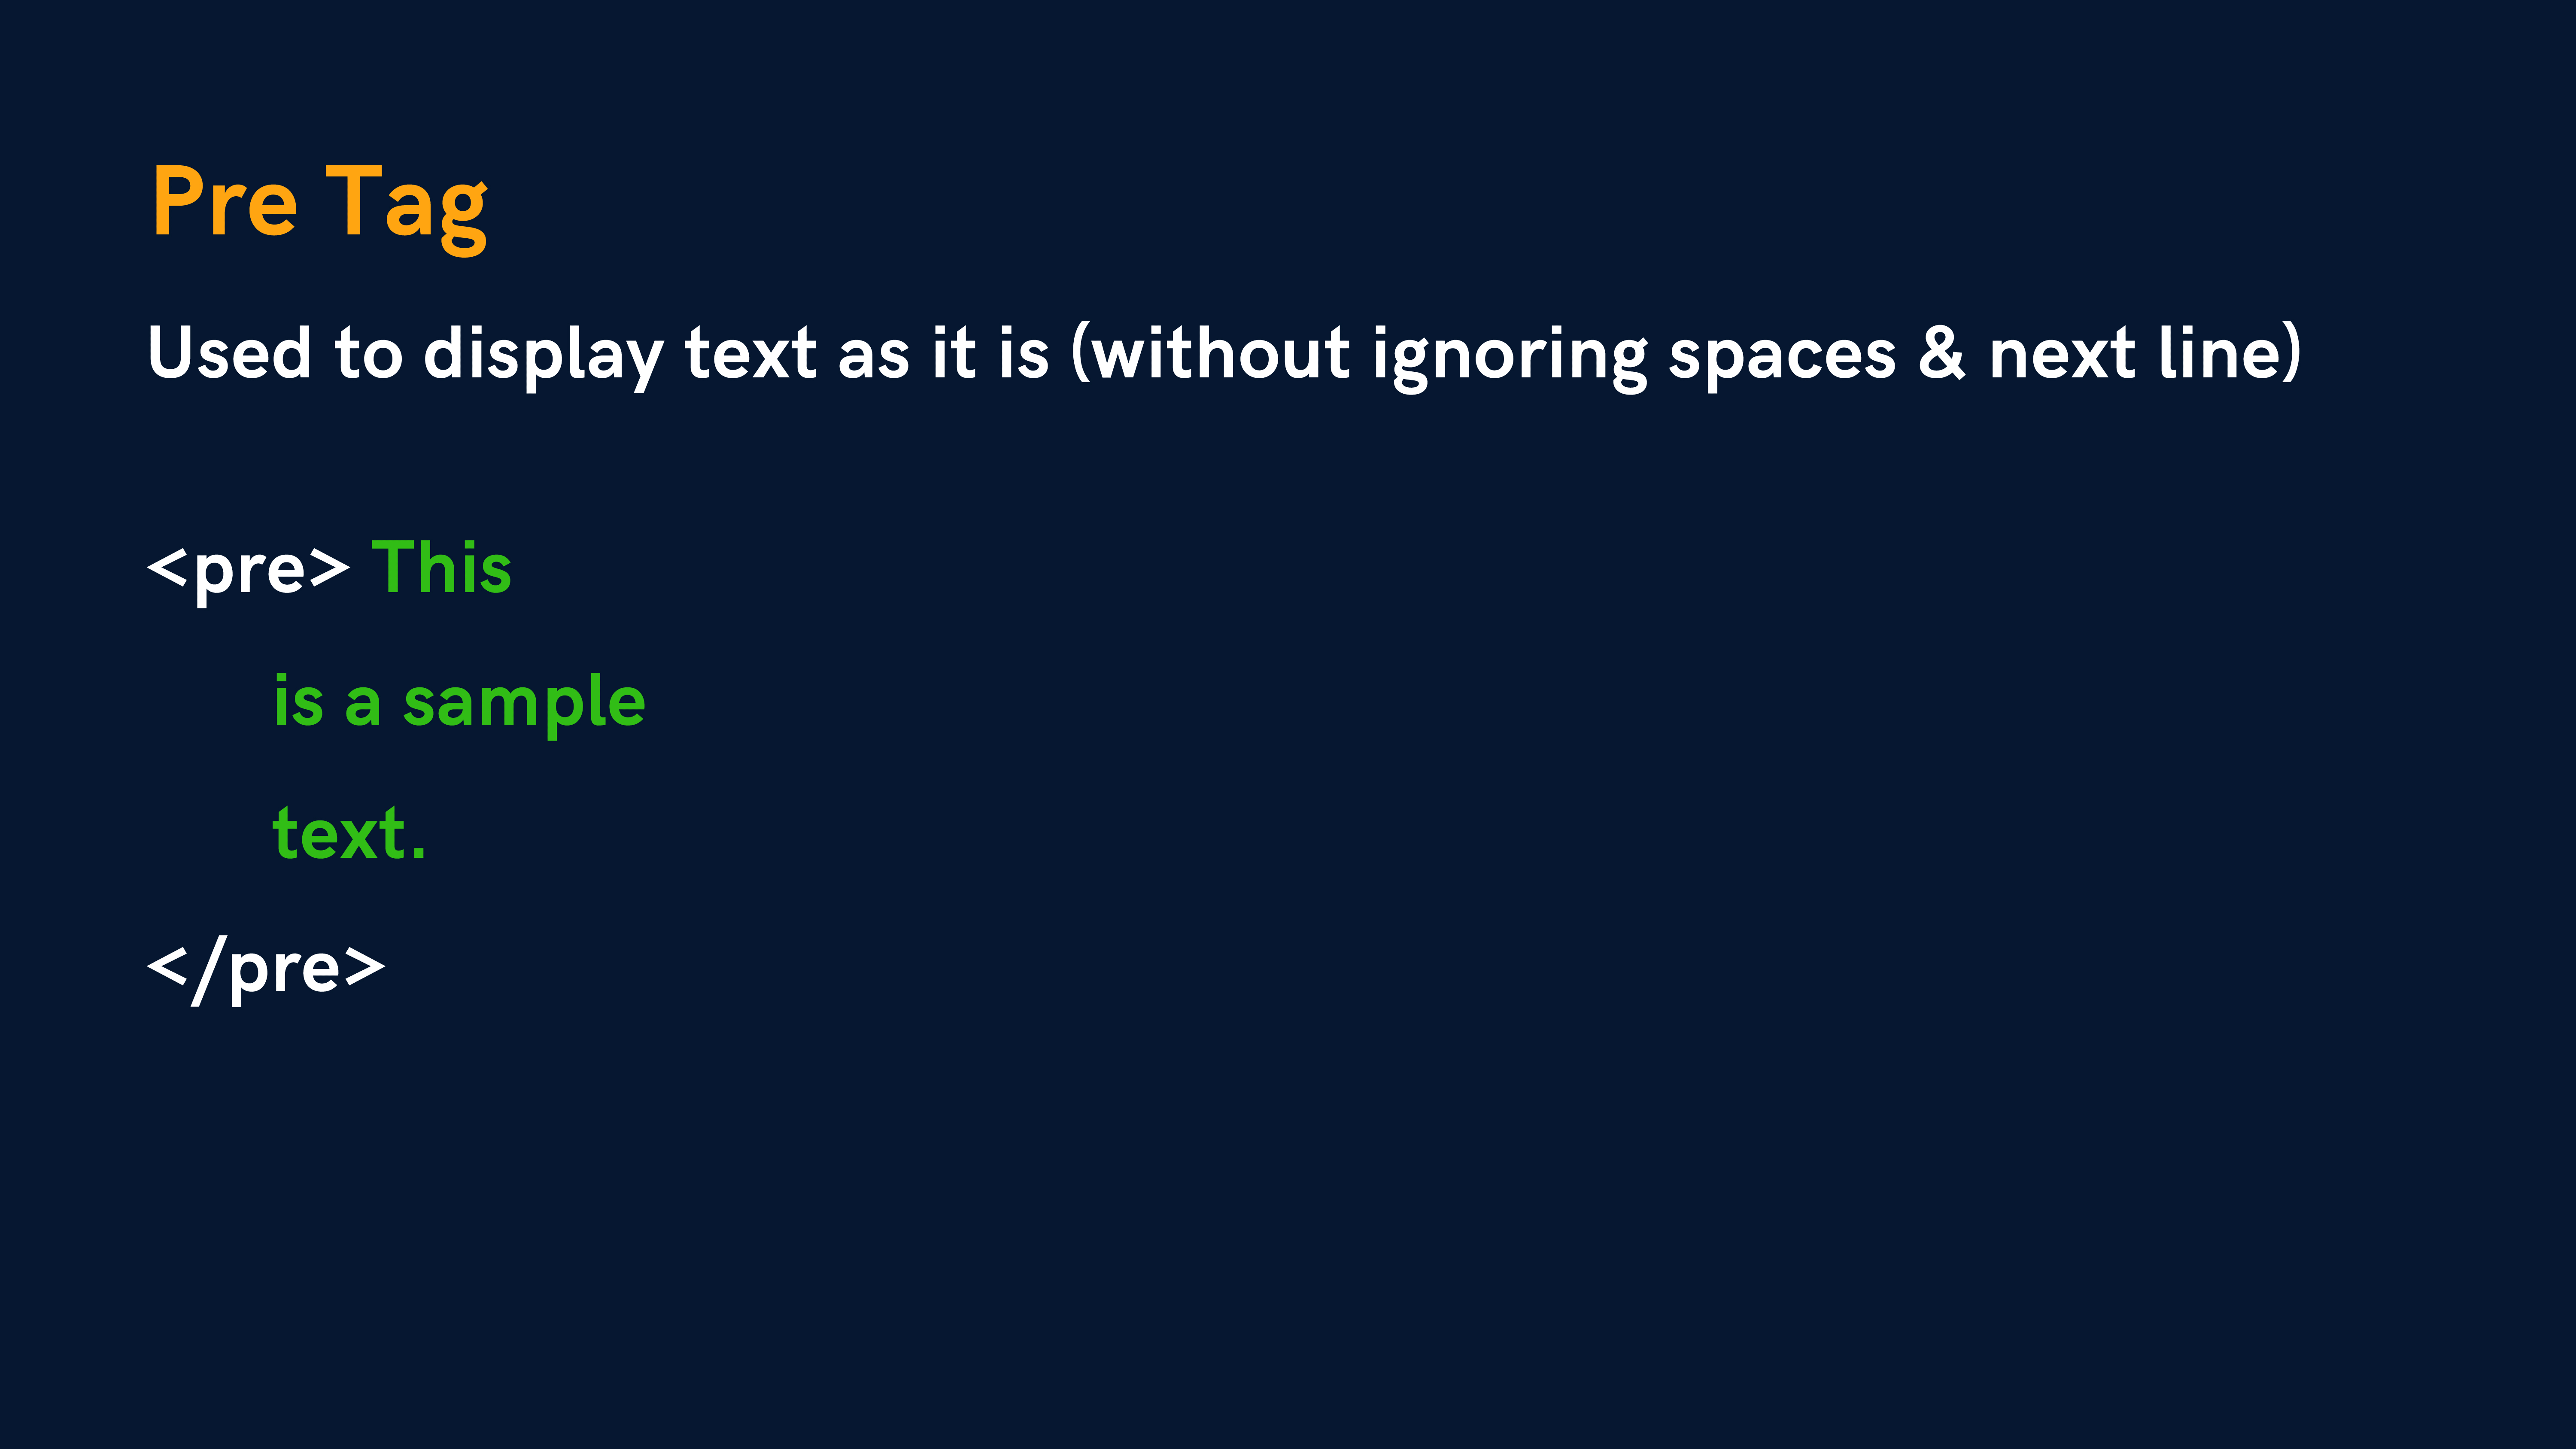 Pre Tag
Used to display text as it is (without ignoring spaces & next line)
<pre> This
is a sample
text.
</pre>